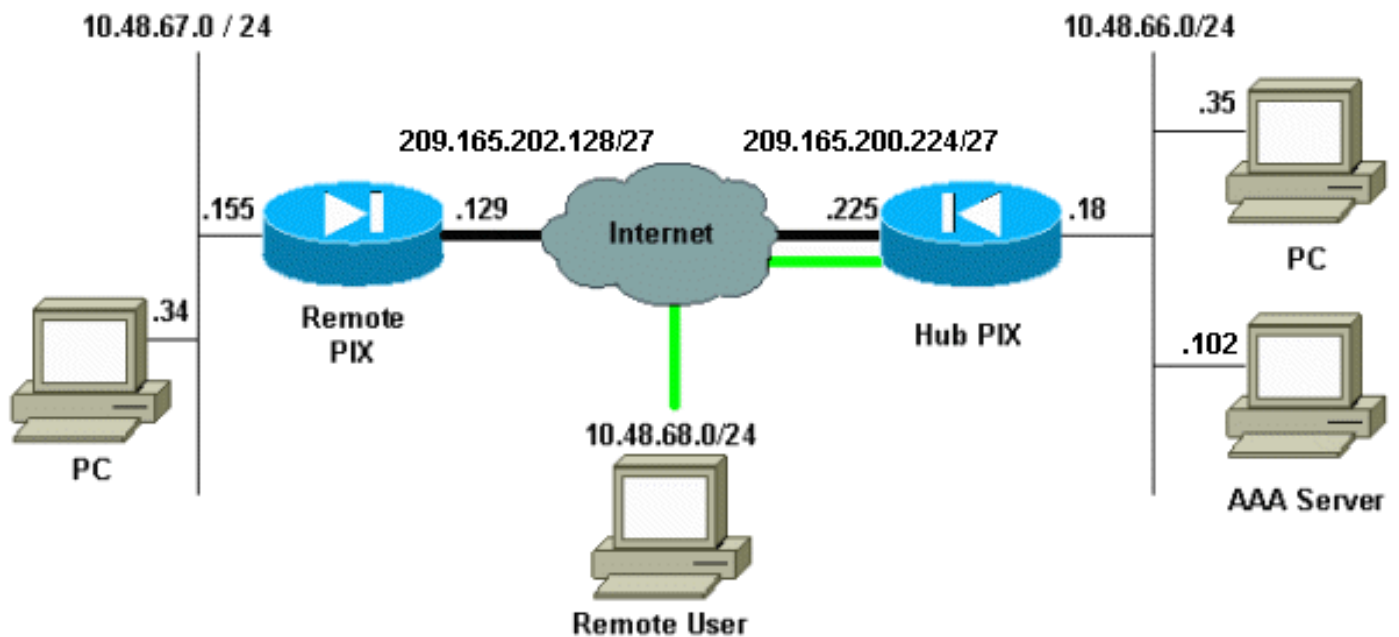 10.48.67.0 / 24
10.48.66.0/24
.35
209.165.202.128/27
209.165.200.224/27
.155
.129
Internet
.225
.18
PC
.34
Remote
PIX
Hub PIX
.102
10.48.68.0/24
PC
AAA Server
Remote User